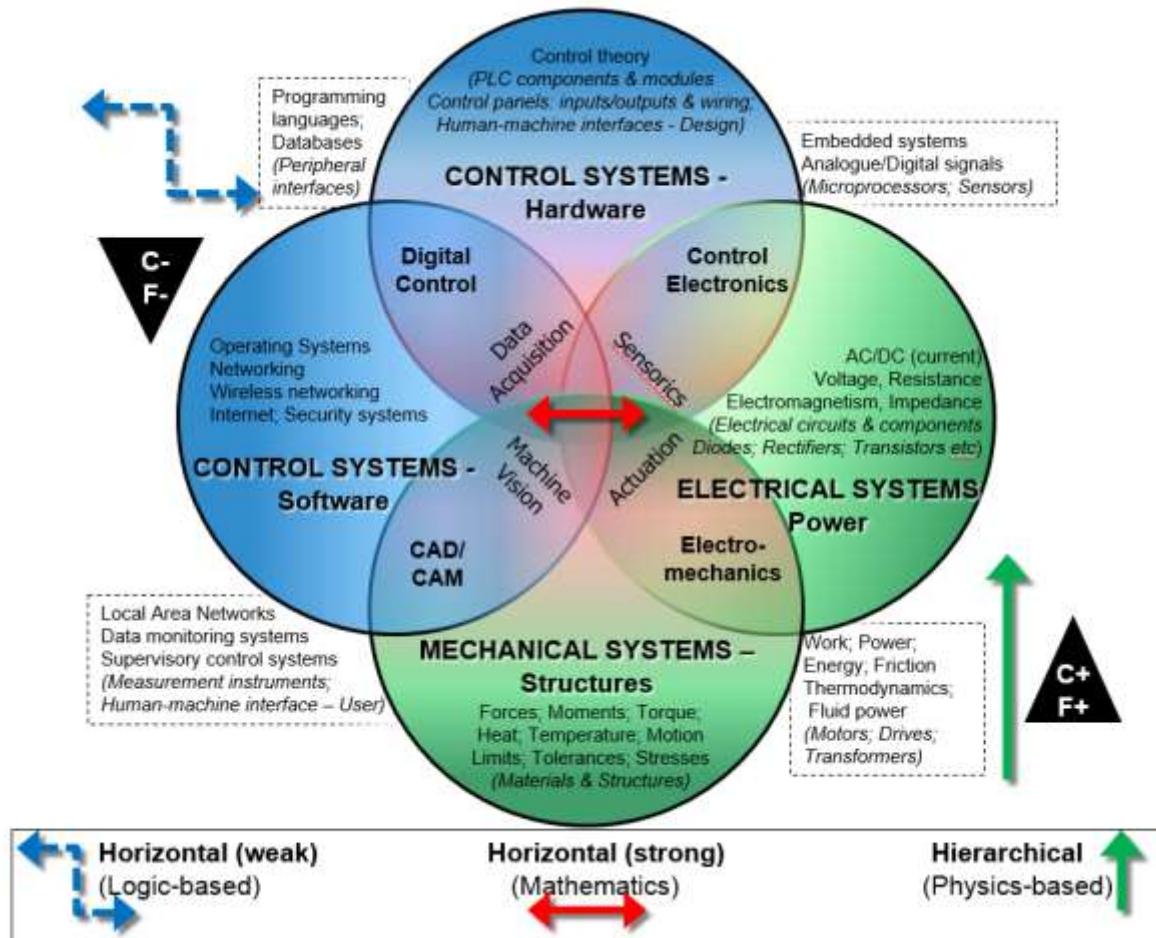 Control theory
(PLC components & modules
Control panels: inputs/outputs & wiring;
Human-machine interfaces - Design)
CONTROL SYSTEMS -
Hardware
Programming
languages;
Databases
(Peripheral
interfaces)
Embedded systems
Analogue/Digital signals
(Microprocessors; Sensors)
C-
F-
Digital
Control
Control
Electronics
Data
Acquisition
Sensorics
Operating Systems
Networking
Wireless networking
Internet; Security systems
CONTROL SYSTEMS -
Software
AC/DC (current)
Voltage, Resistance
Electromagnetism, Impedance
(Electrical circuits & components
Diodes; Rectifiers; Transistors etc)
ELECTRICAL SYSTEMS
Power
Machine
Vision
Actuation
CAD/
CAM
Electro-
mechanics
Local Area Networks
Data monitoring systems
Supervisory control systems
(Measurement instruments;
Human-machine interface – User)
MECHANICAL SYSTEMS –
Structures
Forces; Moments; Torque;
Heat; Temperature; Motion
Limits; Tolerances; Stresses
(Materials & Structures)
Work; Power;
Energy; Friction
Thermodynamics;
Fluid power
(Motors; Drives;
Transformers)
C+
F+
Horizontal (weak)
(Logic-based)
Horizontal (strong)
(Mathematics)
Hierarchical
(Physics-based)